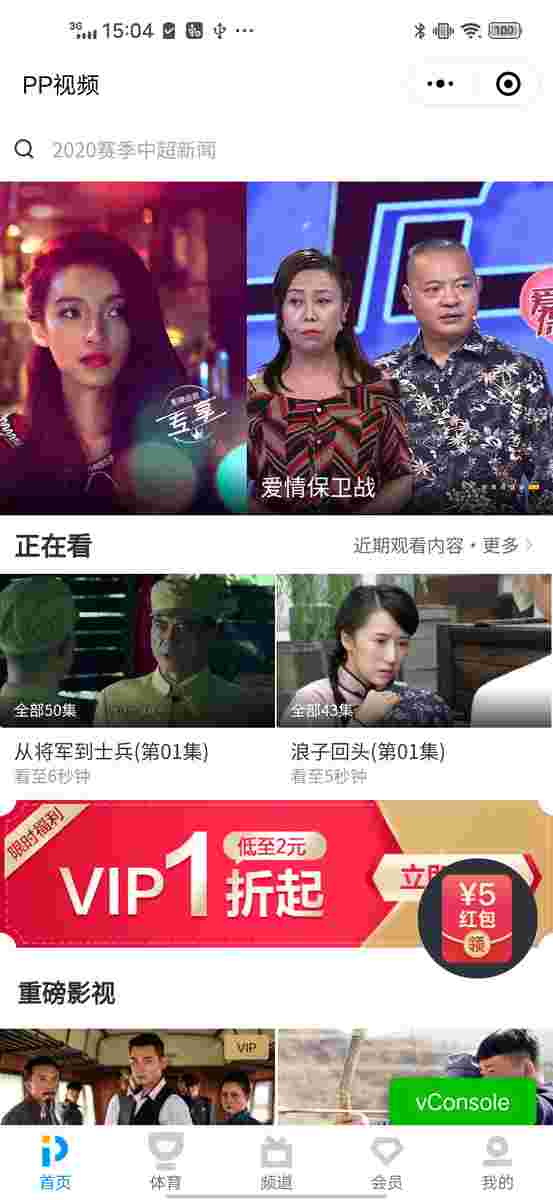 3G 15:04 100
PP视频
2020赛季中超新闻
专享
爱
爱情保卫战
正在看
近期观看内容·更多
全部50集
全部43集
从将军到士兵(第01集)
浪子回头(第01集)
看至6秒钟
看至5秒钟
限时福利
VIP1折起
低至2元
立即
¥5
红包
领
重磅影视
VIP
vConsole
首页
体育
频道
会员
我的